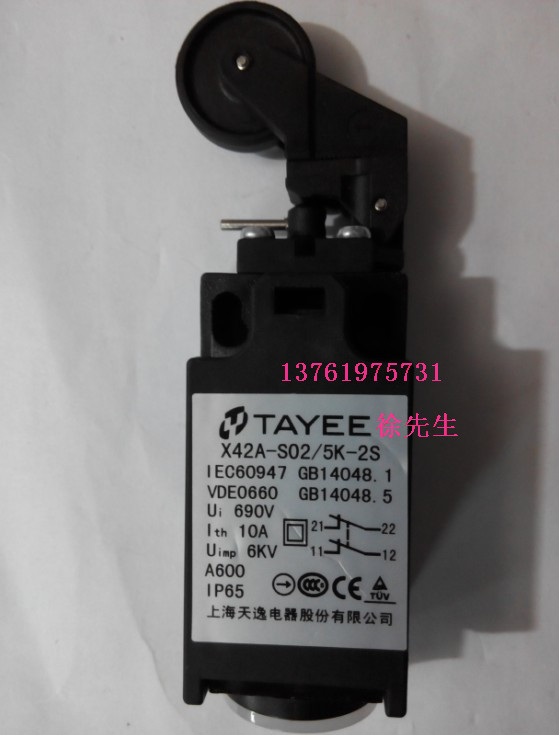 13761975731
TAYEE 徐先生
X42A-S02/5K-2S
IEC60947 GB14048.1
VDE0660 GB14048.5
Ui 690V
Ith 10A
21 22
Uimp 6KV
11 12
A600
IP65
CCC CE TÜV
上海天逸电器股份有限公司